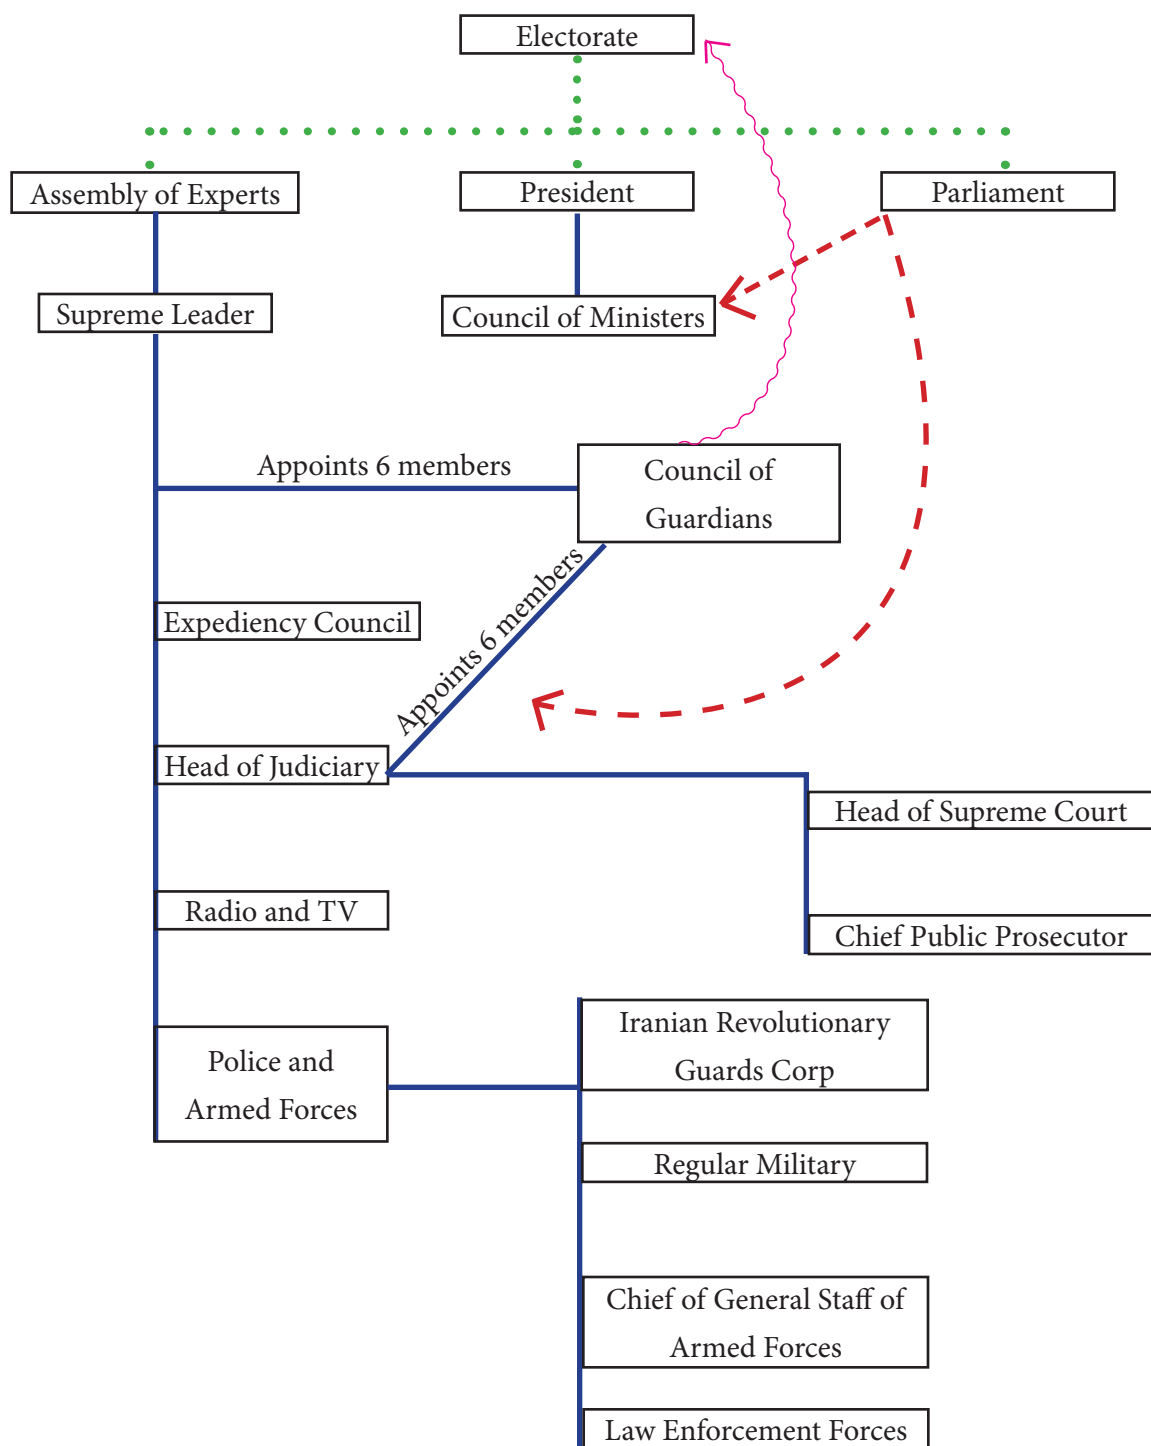 Electorate
Assembly of Experts
President
Parliament
Supreme Leader
Council of Ministers
Appoints 6 members
Council of
Guardians
Appoints 6 members
Expediency Council
Head of Judiciary
Head of Supreme Court
Radio and TV
Chief Public Prosecutor
Police and
Armed Forces
Iranian Revolutionary
Guards Corp
Regular Military
Chief of General Staff of
Armed Forces
Law Enforcement Forces